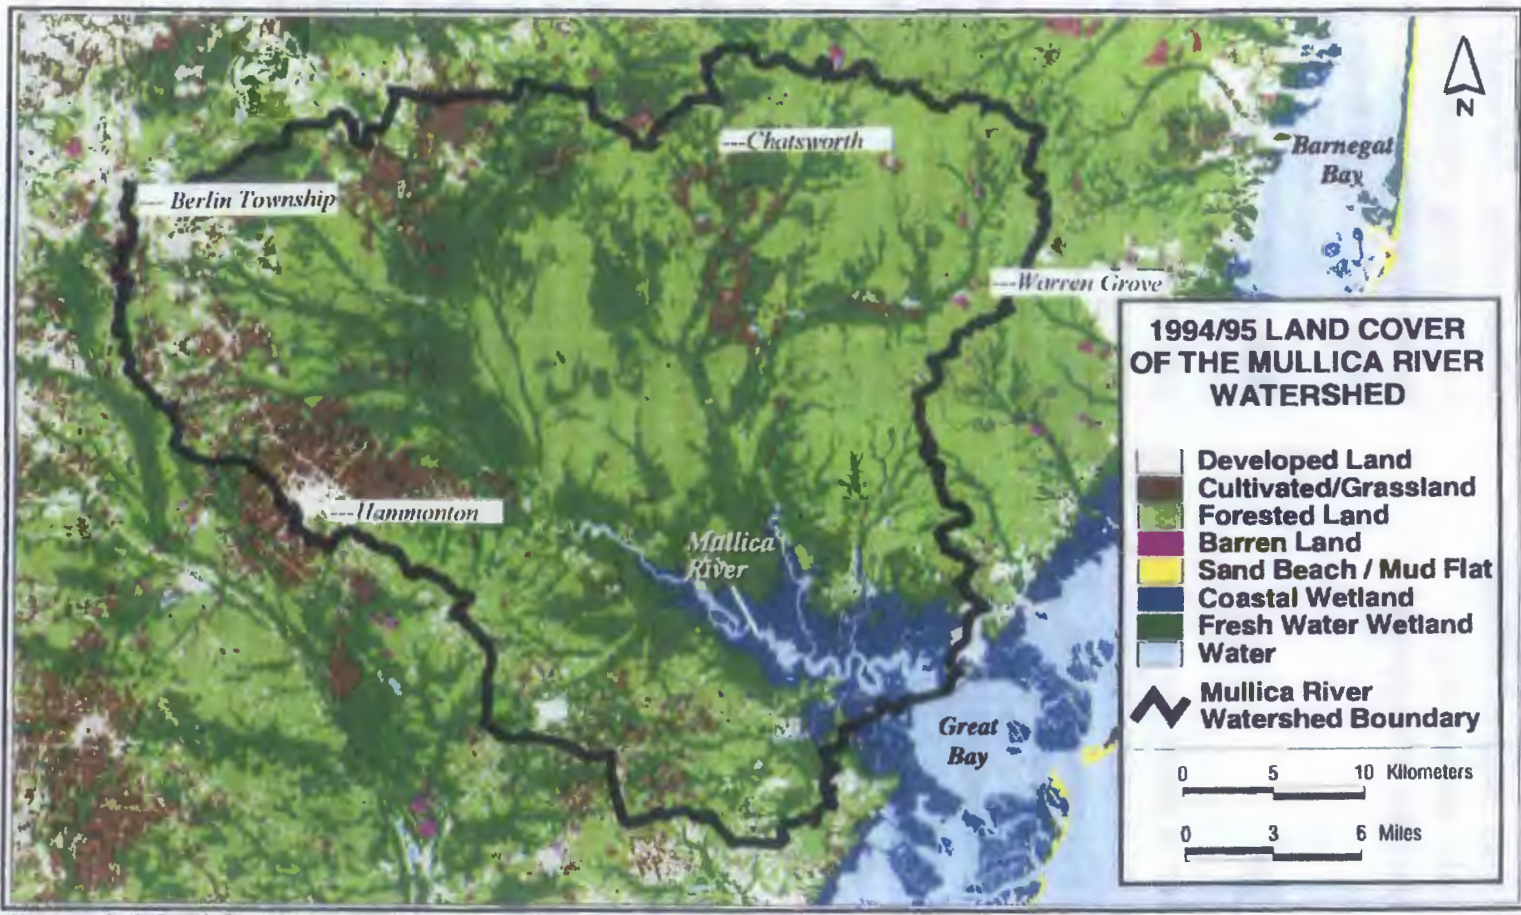 ---Chatsworth
Barnegat
Bay
--- Berlin Township
---Warren Grove
---Hammonton
Mullica
River
Great
Bay
N
1994/95 LAND COVER
OF THE MULLICA RIVER
WATERSHED
Developed Land
Cultivated/Grassland
Forested Land
Barren Land
Sand Beach / Mud Flat
Coastal Wetland
Fresh Water Wetland
Water
Mullica River
Watershed Boundary
0 5 10 Kilometers
0 3 6 Miles